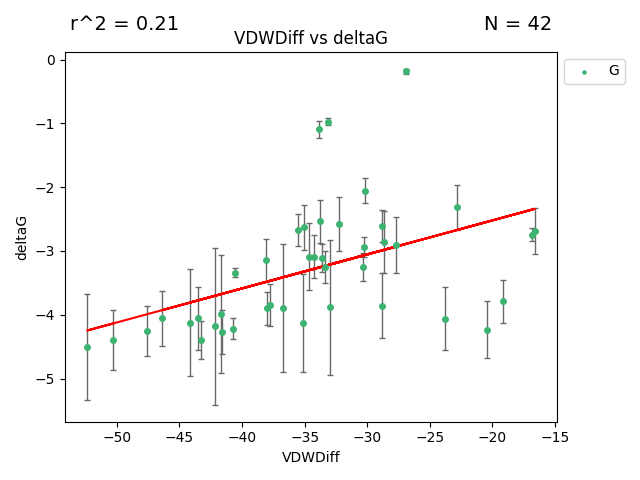 r^2 = 0.21
N = 42
VDWDiff vs deltaG
G
0
−1
−2
−3
−4
−5
deltaG
−50 −45 −40 −35 −30 −25 −20 −15
VDWDiff